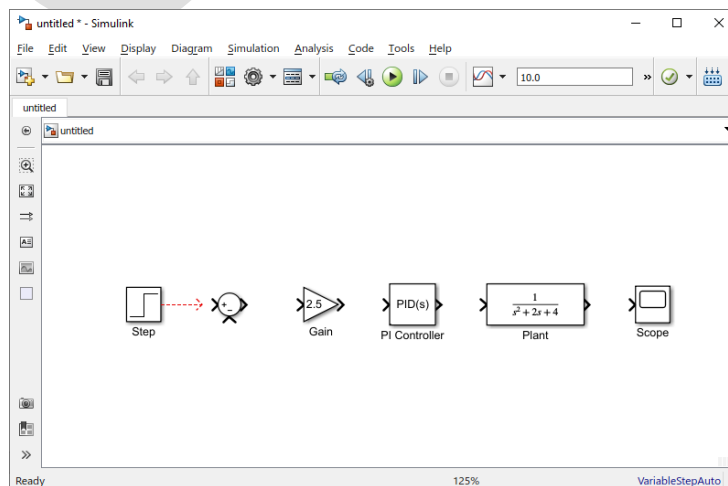 untitled * - Simulink
File Edit View Display Diagram Simulation Analysis Code Tools Help
10.0 »
untitled
untitled
A≡
+
−
2.5
PID(s)
1
s² + 2s + 4
Step
Gain
PI Controller
Plant
Scope
»
Ready 125% VariableStepAuto